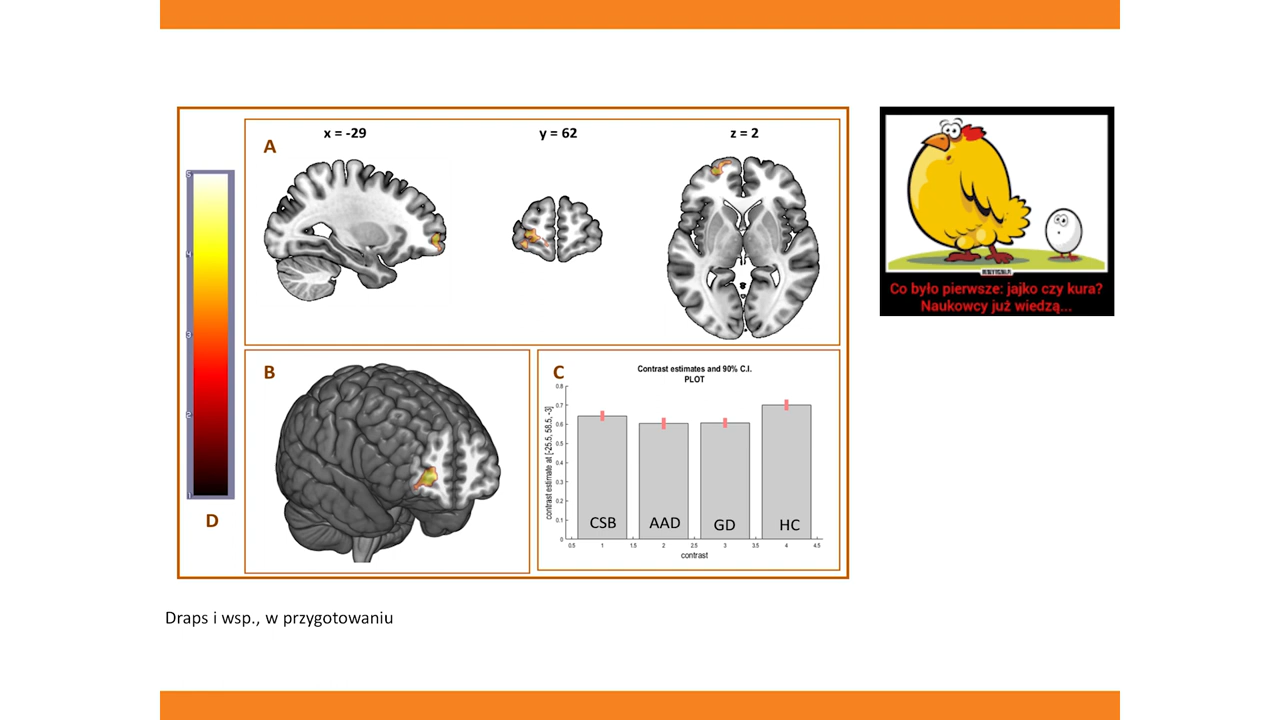 A
x = -29
y = 62
z = 2
5
4
3
2
1
D
B
C
Contrast estimates and 90% C.I.
PLOT
contrast estimate at [-25.5, 58.5, -3]
0.8
0.7
0.6
0.5
0.4
0.3
0.2
0.1
0
CSB
AAD
GD
HC
0.5
1
1.5
2
2.5
3
3.5
4
4.5
contrast
Co było pierwsze: jajko czy kura?
Naukowcy już wiedzą...
Draps i wsp., w przygotowaniu